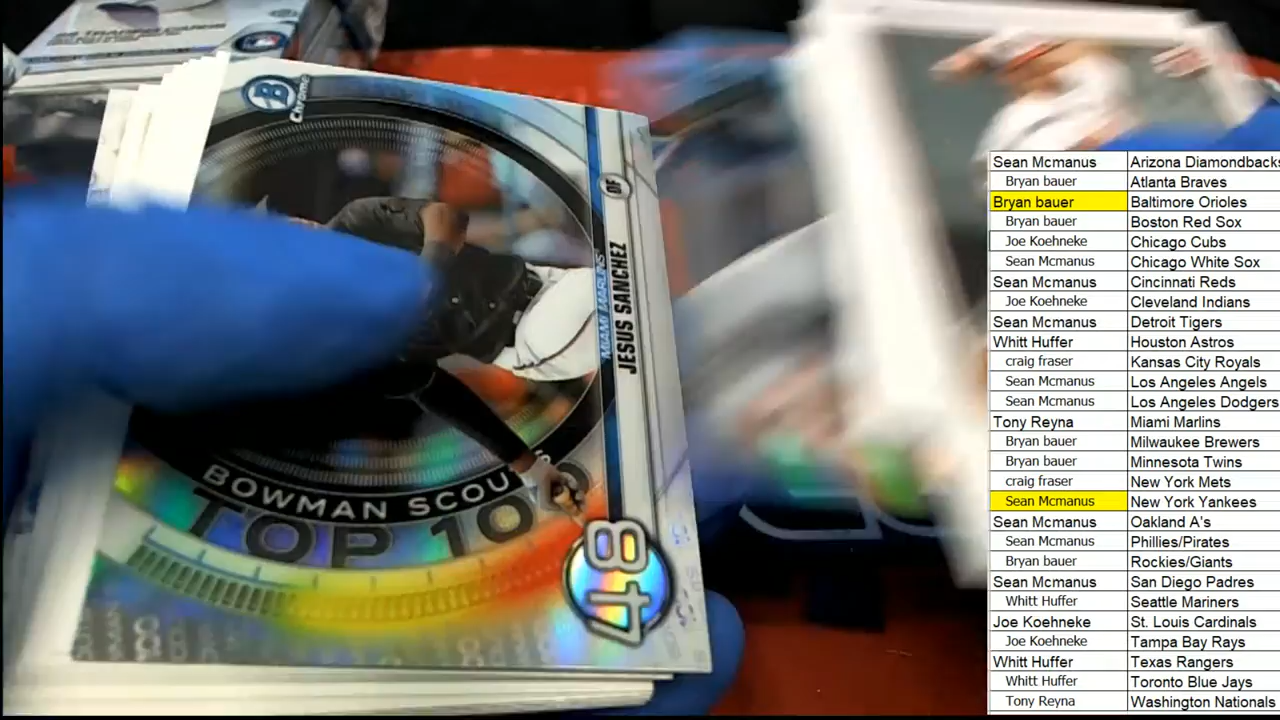 B
Chrome
OF
MIAMI MARLINS
JESUS SANCHEZ
BOWMAN SCOUTS
TOP 100
48
Sean Mcmanus Arizona Diamondbacks
Bryan bauer Atlanta Braves
Bryan bauer Baltimore Orioles
Bryan bauer Boston Red Sox
Joe Koehneke Chicago Cubs
Sean Mcmanus Chicago White Sox
Sean Mcmanus Cincinnati Reds
Joe Koehneke Cleveland Indians
Sean Mcmanus Detroit Tigers
Whitt Huffer Houston Astros
craig fraser Kansas City Royals
Sean Mcmanus Los Angeles Angels
Sean Mcmanus Los Angeles Dodgers
Tony Reyna Miami Marlins
Bryan bauer Milwaukee Brewers
Bryan bauer Minnesota Twins
craig fraser New York Mets
Sean Mcmanus New York Yankees
Sean Mcmanus Oakland A's
Sean Mcmanus Phillies/Pirates
Bryan bauer Rockies/Giants
Sean Mcmanus San Diego Padres
Whitt Huffer Seattle Mariners
Joe Koehneke St. Louis Cardinals
Joe Koehneke Tampa Bay Rays
Whitt Huffer Texas Rangers
Whitt Huffer Toronto Blue Jays
Tony Reyna Washington Nationals